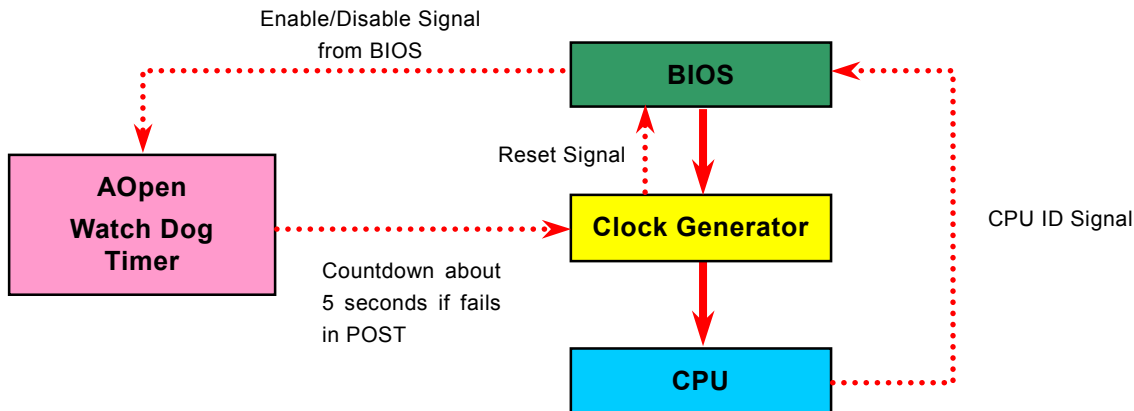 Enable/Disable Signal
from BIOS
BIOS
Reset Signal
AOpen
Watch Dog
Timer
Clock Generator
CPU ID Signal
Countdown about
5 seconds if fails
in POST
CPU